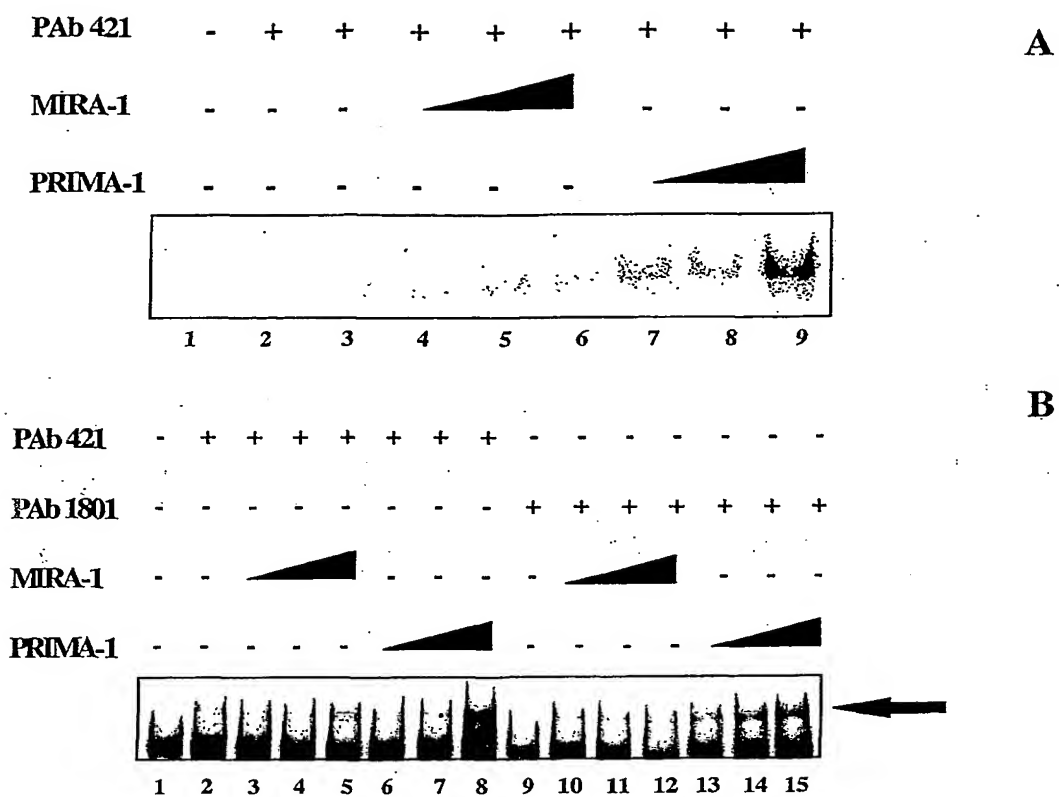 PAb 421 - + + + + + + + +
A
MIRA-1 - - - - - -
PRIMA-1 - - - - - -
1 2 3 4 5 6 7 8 9
B
PAb 421 - + + + + + + + - - - - - - -
PAb 1801 - - - - - - - - + + + + + + +
MIRA-1 - - - - - - - - -
PRIMA-1 - - - - - - - - -
1 2 3 4 5 6 7 8 9 10 11 12 13 14 15